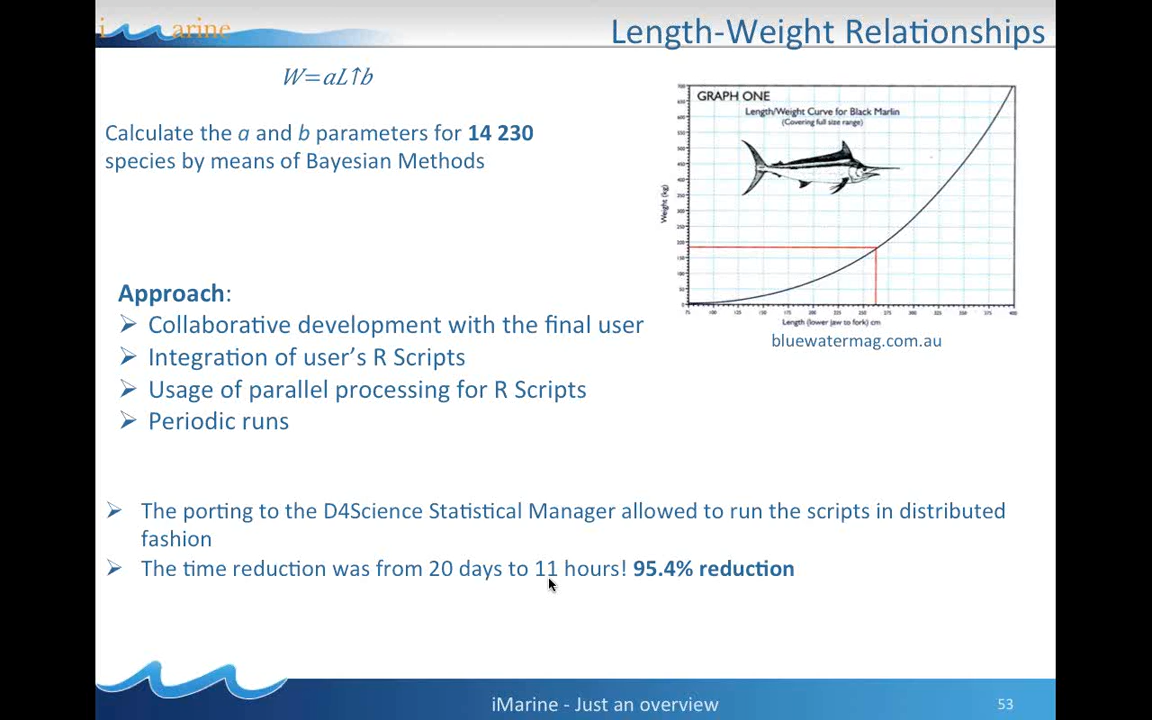 i arine
Length-Weight Relationships
W=aL↑b
Calculate the a and b parameters for 14 230
species by means of Bayesian Methods
GRAPH ONE
Length/Weight Curve for Black Marlin
(Covering full size range)
Weight (kg)
Length (lower jaw to fork) cm
bluewatermag.com.au
Approach:
➢ Collaborative development with the final user
➢ Integration of user's R Scripts
➢ Usage of parallel processing for R Scripts
➢ Periodic runs
➢ The porting to the D4Science Statistical Manager allowed to run the scripts in distributed
fashion
➢ The time reduction was from 20 days to 11 hours! 95.4% reduction
iMarine - Just an overview
53